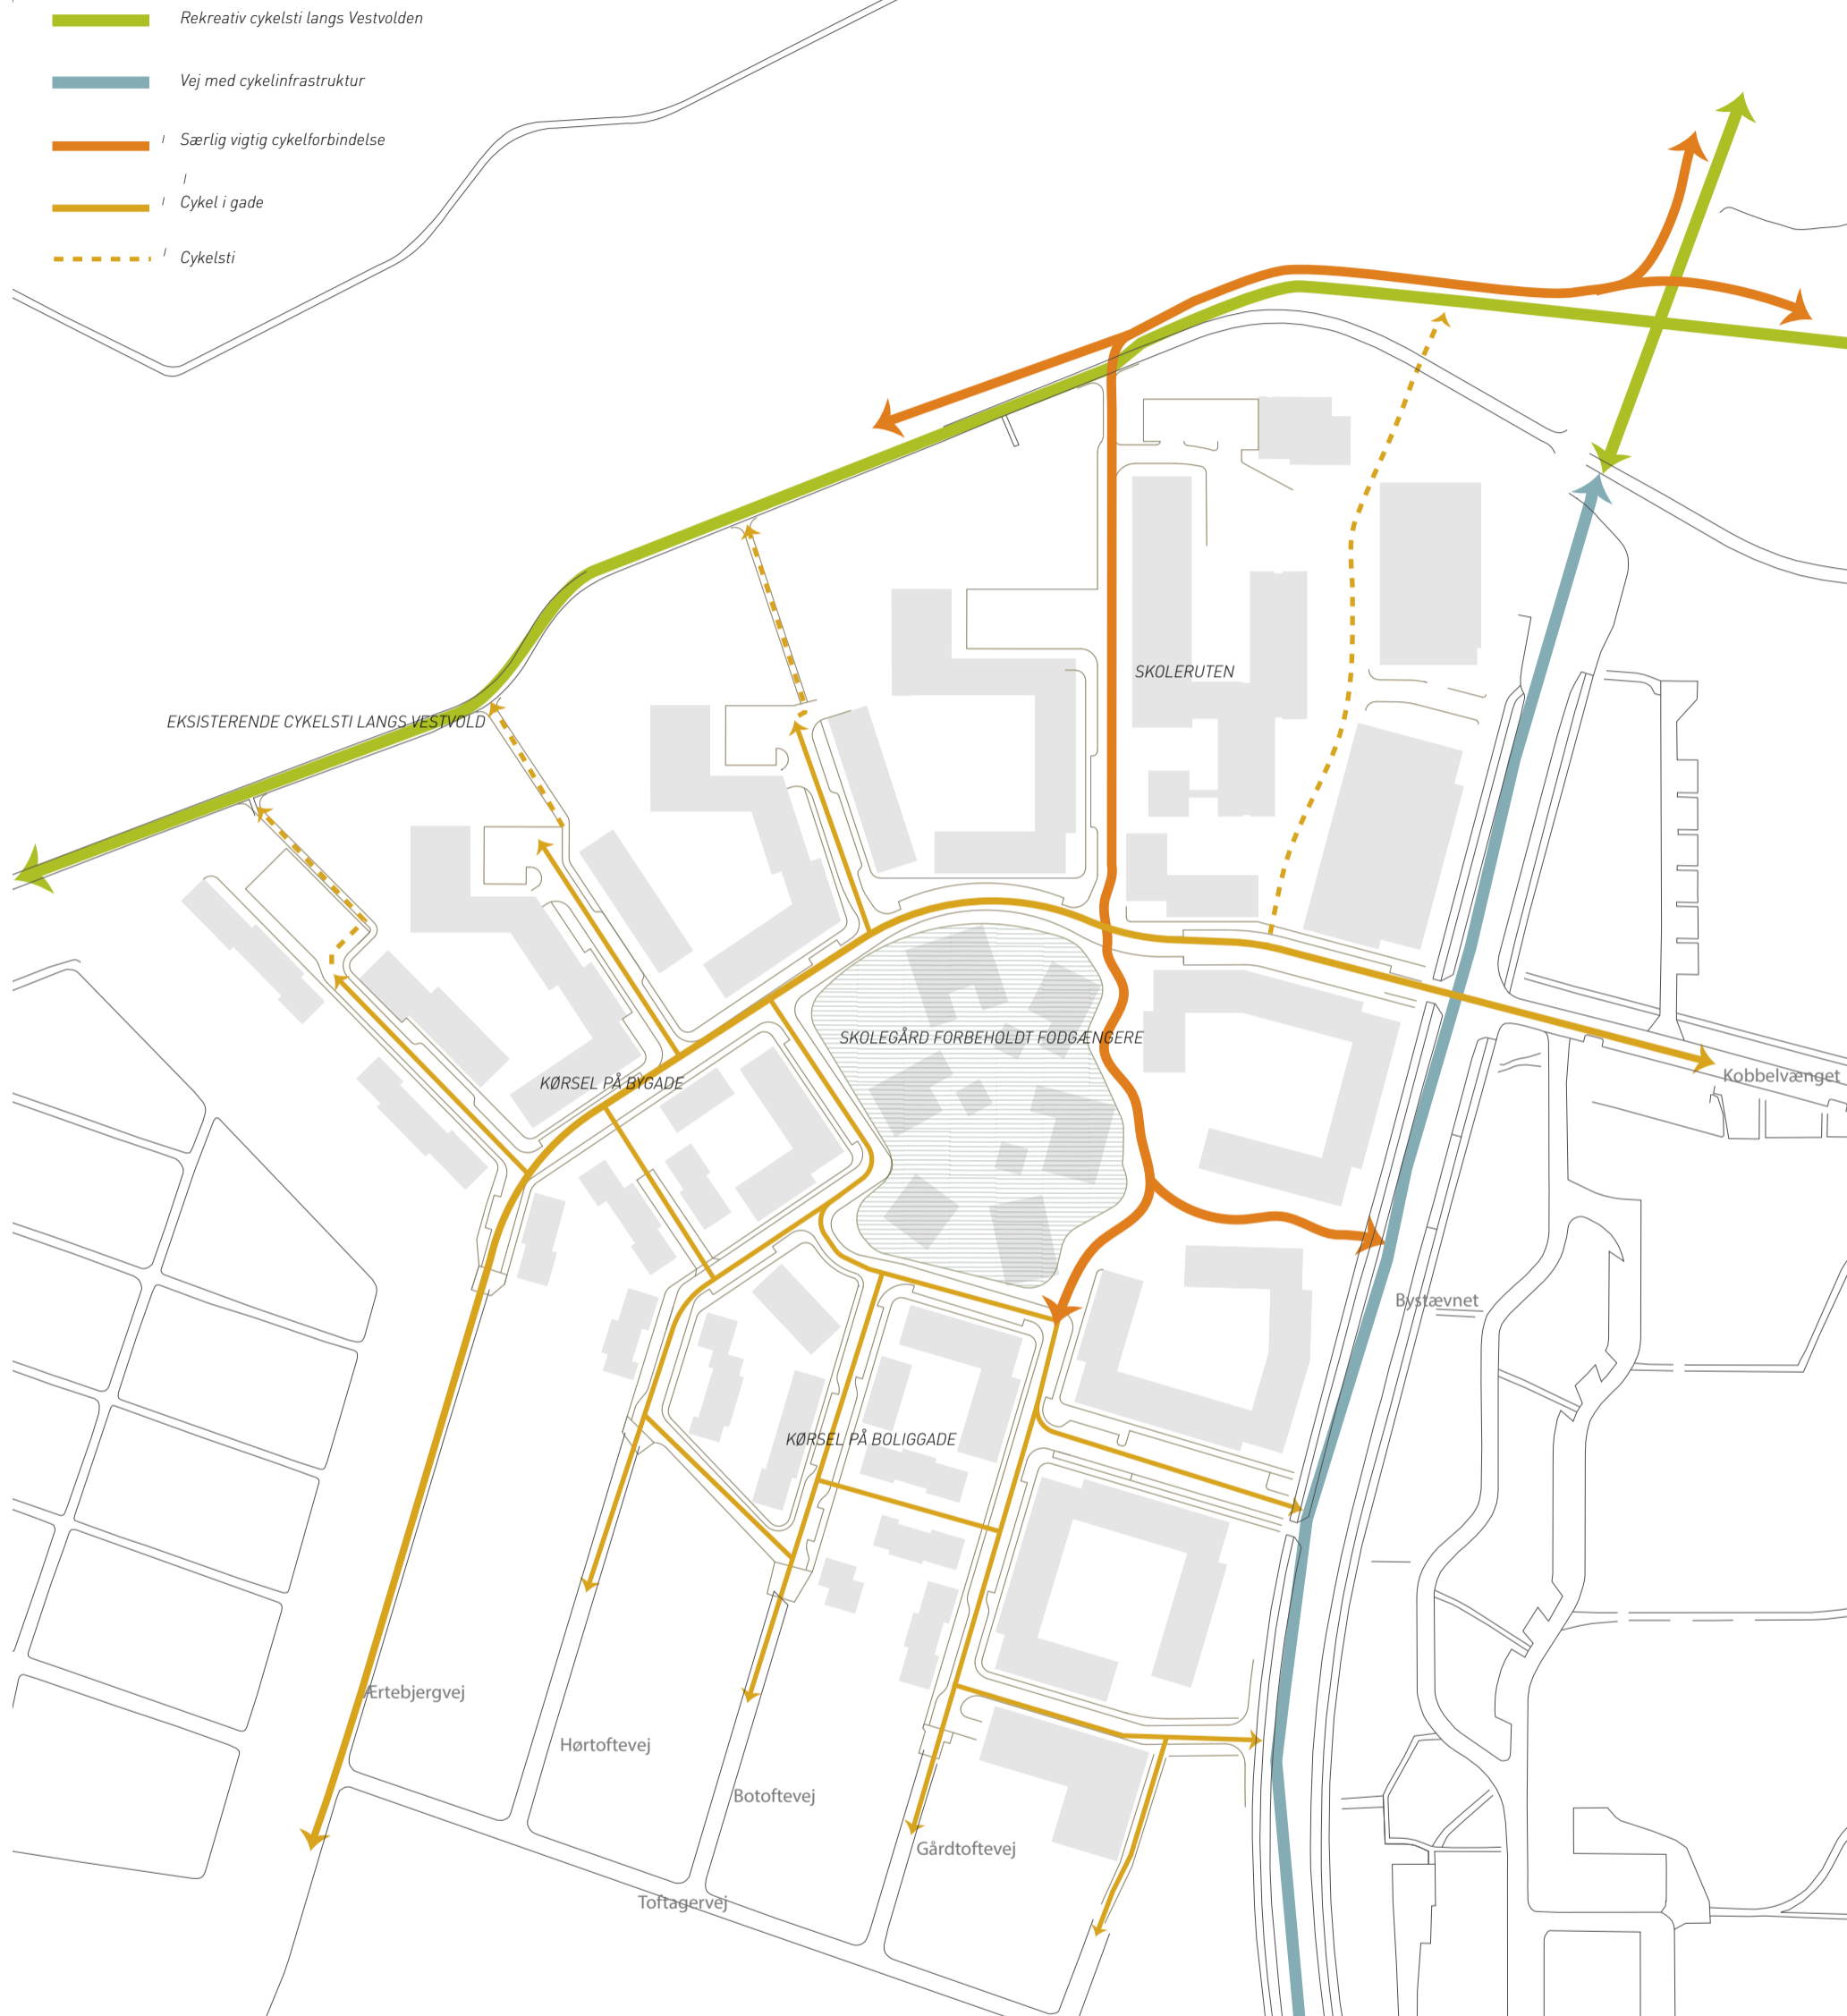 Rekreativ cykelsti langs Vestvolden
Vej med cykelinfrastruktur
Særlig vigtig cykelforbindelse
Cykel i gade
Cykelsti
SKOLERUTEN
EKSISTERENDE CYKELSTI LANGS VESTVOLD
SKOLEGÅRD FORBEHOLDT FODGÆNGERE
Kobbelvænget
KØRSEL PÅ BYGADE
Bystævnet
KØRSEL PÅ BOLIGGADE
Ærtebjergvej
Hørtoftevej
Botoftevej
Gårdtoftevej
Toftagervej